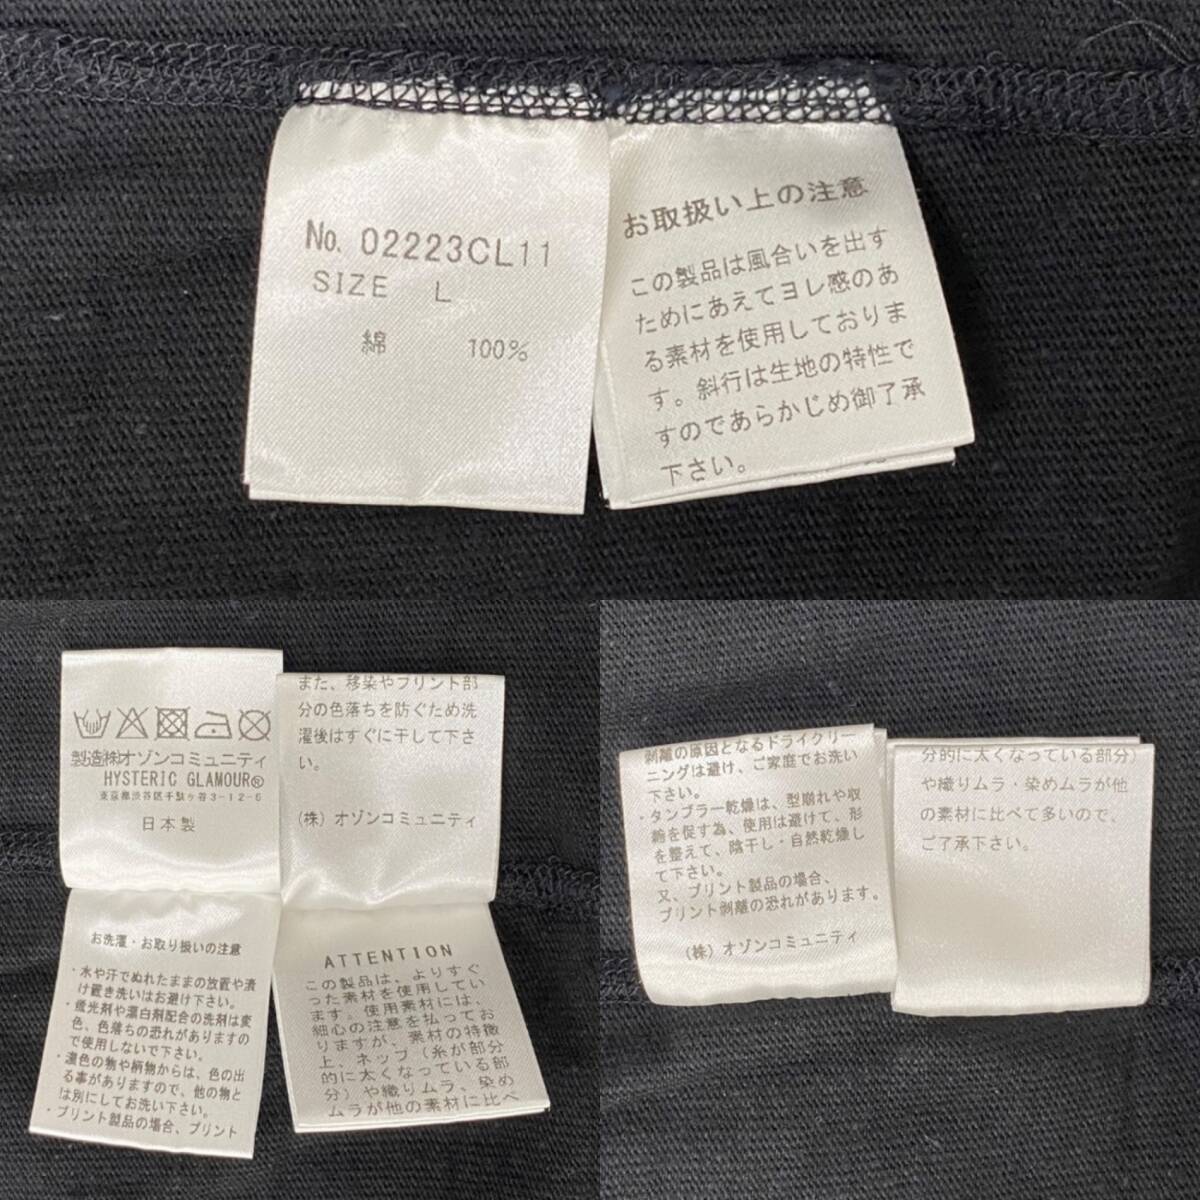 No. 02223CL11
SIZE L
綿 100%
お取扱い上の注意
この製品は風合いを出す
ためにあえてヨレ感のあ
る素材を使用しておりま
す。斜行は生地の特性で
すのであらかじめ御了承
下さい。
製造㈱オゾンコミュニティ
HYSTERIC GLAMOUR®
東京都渋谷区千駄ヶ谷3-12-6
日本製
また、移染やプリント部
分の色落ちを防ぐため洗
濯後はすぐに干して下さ
い。
(株) オゾンコミュニティ
お洗濯・お取り扱いの注意
・水や汗でぬれたままの放置や漬
け置き洗いはお避け下さい。
・蛍光剤や漂白剤配合の洗剤は変
色、色落ちの恐れがありますの
で使用しないで下さい。
・濃色の物や柄物からは、色の出
る事がありますので、他の物と
は別にしてお洗い下さい。
・プリント製品の場合、プリント
ATTENTION
この製品は、よりすぐ
った素材を使用してい
ます。使用素材には、
細心の注意を払ってお
りますが、素材の特徴
上、ネップ（糸が部分
的に太くなっている部
分）や織りムラ、染め
ムラが他の素材に比べ
剥離の原因となるドライクリー
ニングは避け、ご家庭でお洗い
下さい。
・タンブラー乾燥は、型崩れや収
縮を促す為、使用は避けて、形
を整えて、陰干し・自然乾燥し
て下さい。
又、プリント製品の場合、
プリント剥離の恐れがあります。
(株) オゾンコミュニティ
分的に太くなっている部分）
や織りムラ・染めムラが他
の素材に比べて多いので、
ご了承下さい。